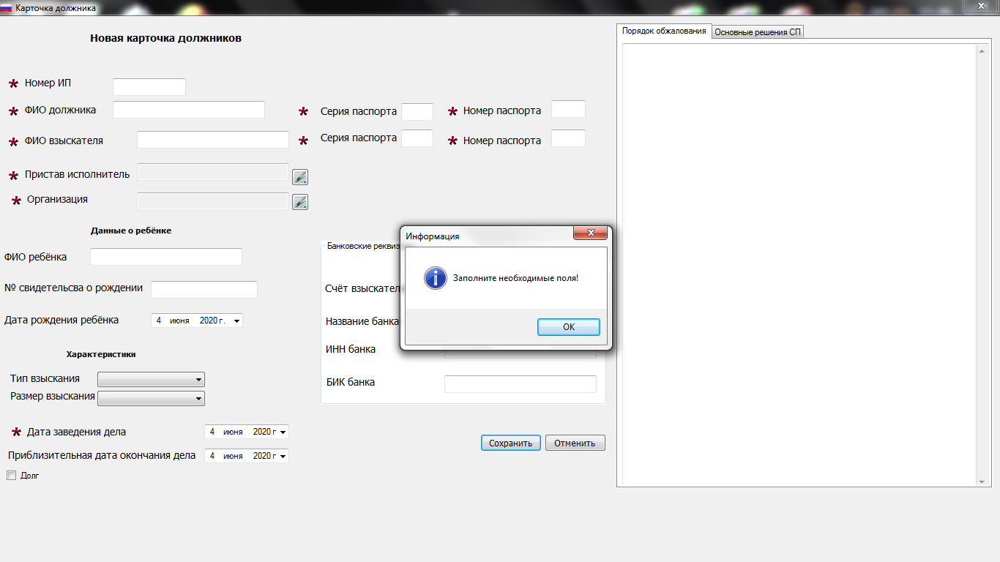 Карточка должника
Новая карточка должников
Порядок обжалования
Основные решения СП
Номер ИП
ФИО должника
Серия паспорта
Номер паспорта
ФИО взыскателя
Серия паспорта
Номер паспорта
Пристав исполнитель
Организация
Данные о ребёнке
ФИО ребёнка
№ свидетельсва о рождении
Дата рождения ребёнка
4 июня 2020 г.
Характеристики
Тип взыскания
Размер взыскания
Дата заведения дела
4 июня 2020 г
Приблизительная дата окончания дела
4 июня 2020 г
Долг
Банковские реквиз
Счёт взыскател
Название банка
ИНН банка
БИК банка
Сохранить
Отменить
Информация
Заполните необходимые поля!
OK